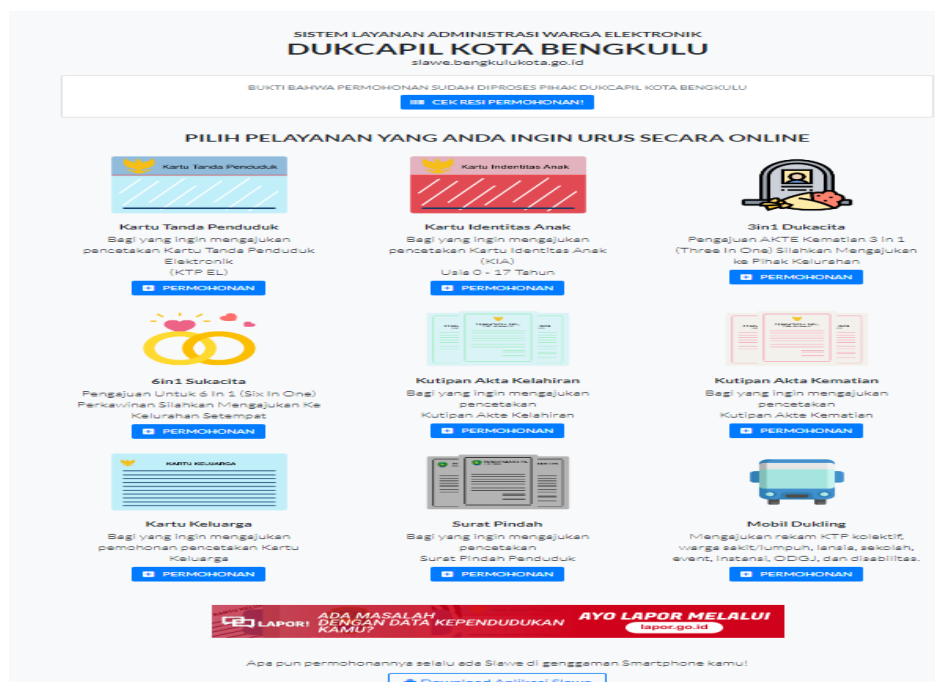 SISTEM LAYANAN ADMINISTRASI WARGA ELEKTRONIK
DUKCAPIL KOTA BENGKULU
slawe.bengkulukota.go.id
BUKTI BAHWA PERMOHONAN SUDAH DIPROSES PIHAK DUKCAPIL KOTA BENGKULU
CEK RESI PERMOHONAN!
PILIH PELAYANAN YANG ANDA INGIN URUS SECARA ONLINE
Kartu Tanda Penduduk
Kartu Tanda Penduduk
Bagi yang ingin mengajukan
pencetakan Kartu Tanda Penduduk
Elektronik
(KTP EL)
PERMOHONAN
Kartu Indentitas Anak
Kartu Identitas Anak
Bagi yang ingin mengajukan
pencetakan Kartu Identitas Anak
(KIA)
Usia 0 - 17 Tahun
PERMOHONAN
3in1 Dukacita
Pengajuan AKTE Kematian 3 in 1
(Three In One) Silahkan Mengajukan
ke Pihak Kelurahan
PERMOHONAN
6in1 Sukacita
Pengajuan Untuk 6 in 1 (Six In One)
Perkawinan Silahkan Mengajukan Ke
Kelurahan Setempat
PERMOHONAN
Kutipan Akta Kelahiran
Bagi yang ingin mengajukan
pencetakan
Kutipan Akte Kelahiran
PERMOHONAN
Kutipan Akta Kematian
Bagi yang ingin mengajukan
pencetakan
Kutipan Akte Kematian
PERMOHONAN
KARTU KELUARGA
Kartu Keluarga
Bagi yang ingin mengajukan
pemohonan pencetakan Kartu
Keluarga
PERMOHONAN
Surat Pindah
Bagi yang ingin mengajukan
pencetakan
Surat Pindah Penduduk
PERMOHONAN
Mobil Dukling
Mengajukan rekam KTP kolektif,
warga sakit/lumpuh, lansia, sekolah,
event, instansi, ODGJ, dan disabilitas.
PERMOHONAN
LAPOR!
ADA MASALAH
DENGAN DATA KEPENDUDUKAN
KAMU?
AYO LAPOR MELALUI
lapor.go.id
Apa pun permohonannya selalu ada Slawe di genggaman Smartphone kamu!
Download Aplikasi Slawe